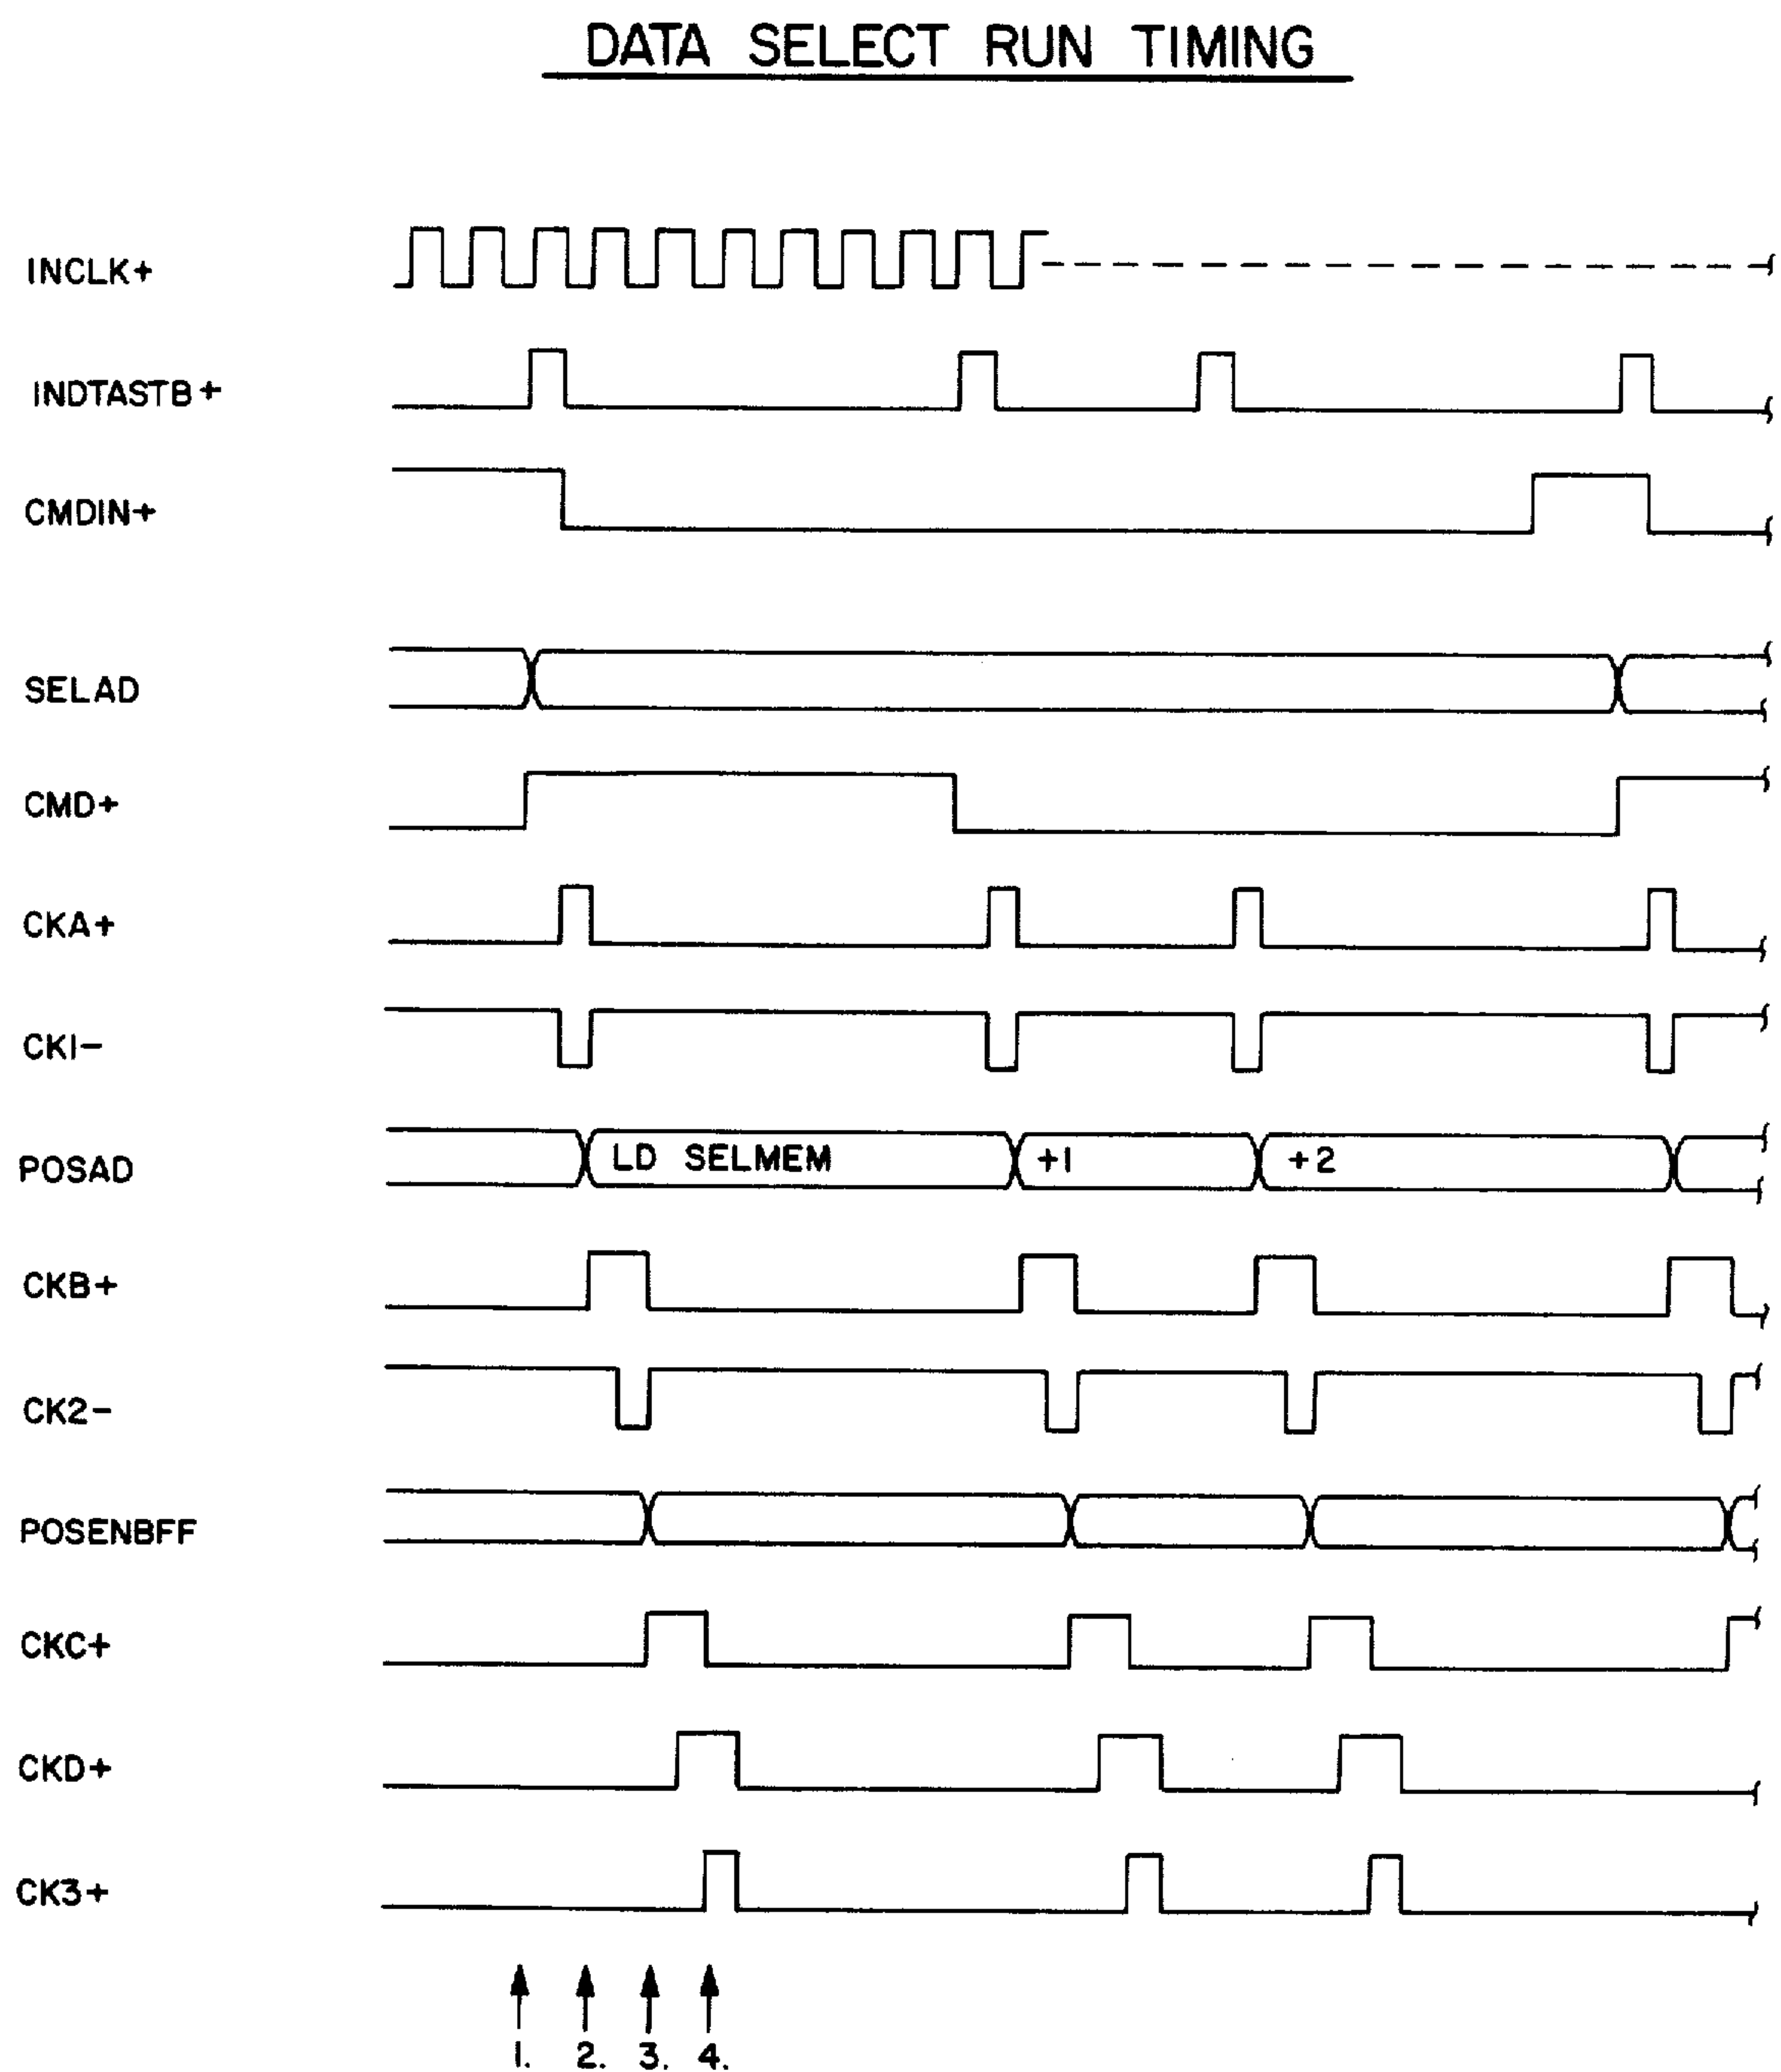 DATA SELECT RUN TIMING
INCLK+
INDTASTB+
CMDIN+
SELAD
CMD+
CKA+
CK1-
POSAD LD SELMEM +1 +2
CKB+
CK2-
POSENBFF
CKC+
CKD+
CK3+
1. 2. 3. 4.